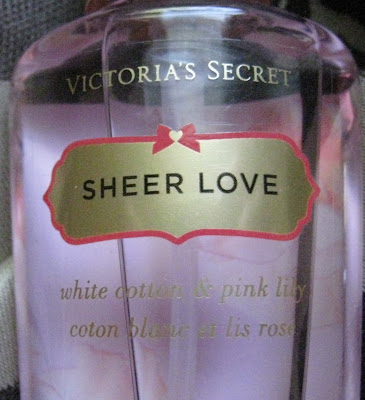 VICTORIA'S SECRET
SHEER LOVE
white cotton & pink lily
coton blanc et lis rose